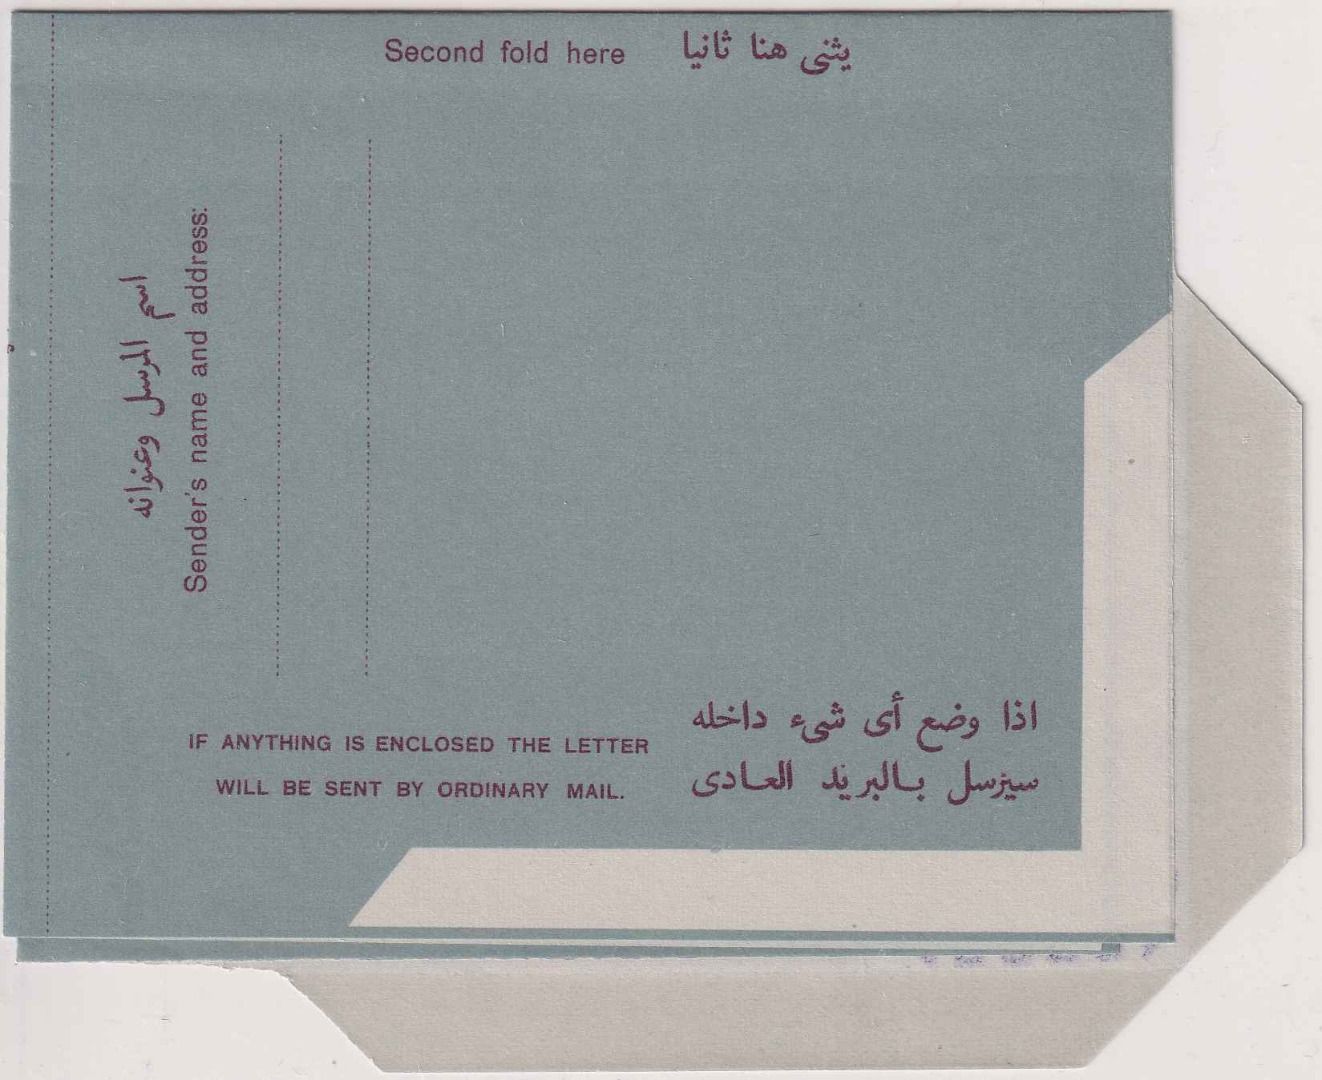 Second fold here يثنى هنا ثانيا
اسم المرسل وعنوانه
Sender's name and address:
IF ANYTHING IS ENCLOSED THE LETTER
WILL BE SENT BY ORDINARY MAIL.
اذا وضع أى شىء داخله
سيرسل بالبريد العادى